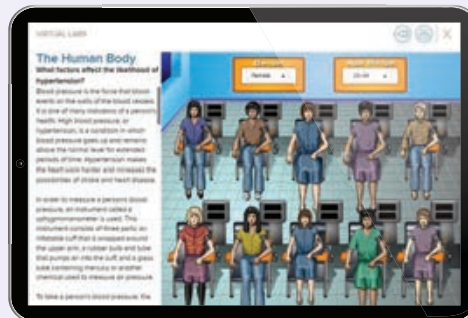 VIRTUAL LABS
The Human Body
What factors affect the likelihood of
hypertension?
Blood pressure is the force that blood
exerts on the walls of the blood vessels.
It is one of many indicators of a person's
health. High blood pressure, or
hypertension, is a condition in which
blood pressure goes up and remains
above the normal level for extended
periods of time. Hypertension makes
the heart work harder and increases the
possibilities of stroke and heart disease.
In order to measure a person's blood
pressure, an instrument called a
sphygmomanometer is used. This
instrument consists of three parts: an
inflatable cuff that is wrapped around
the upper arm, a rubber bulb and tube
that pumps air into the cuff, and a glass
tube containing mercury or another
chemical used to measure air pressure.
To take a person's blood pressure, the
Female
X